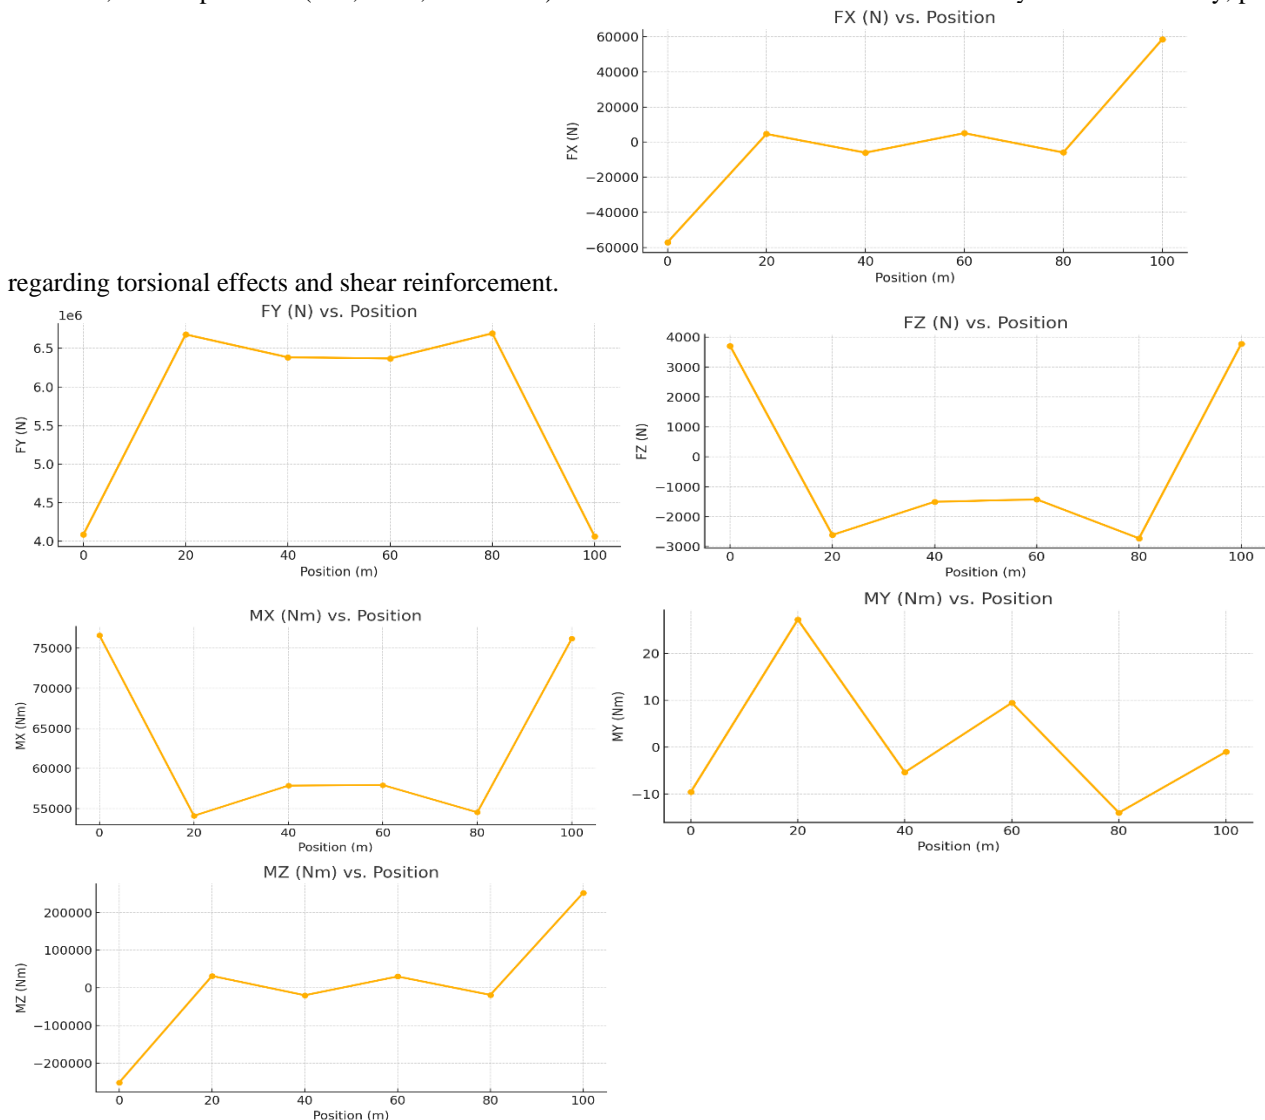 FX (N) vs. Position
60000
40000
20000
0
−20000
−40000
−60000
FX (N)
0 20 40 60 80 100
Position (m)
regarding torsional effects and shear reinforcement.
FY (N) vs. Position
1e6
6.5
6.0
5.5
5.0
4.5
4.0
FY (N)
0 20 40 60 80 100
Position (m)
FZ (N) vs. Position
4000
3000
2000
1000
0
−1000
−2000
−3000
FZ (N)
0 20 40 60 80 100
Position (m)
MX (Nm) vs. Position
75000
70000
65000
60000
55000
MX (Nm)
0 20 40 60 80 100
Position (m)
MY (Nm) vs. Position
20
10
0
−10
MY (Nm)
0 20 40 60 80 100
Position (m)
MZ (Nm) vs. Position
200000
100000
0
−100000
−200000
MZ (Nm)
0 20 40 60 80 100
Position (m)